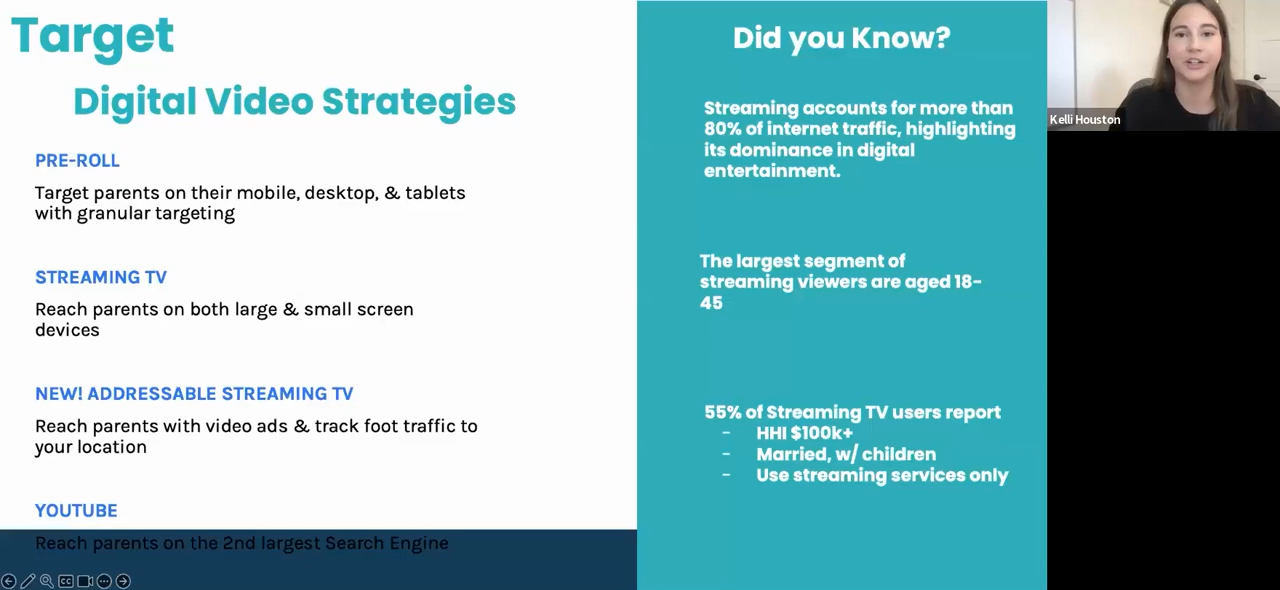 Target
Digital Video Strategies
PRE-ROLL
Target parents on their mobile, desktop, & tablets
with granular targeting
STREAMING TV
Reach parents on both large & small screen
devices
NEW! ADDRESSABLE STREAMING TV
Reach parents with video ads & track foot traffic to
your location
YOUTUBE
Reach parents on the 2nd largest Search Engine
CC
Did you Know?
Streaming accounts for more than
80% of internet traffic, highlighting
its dominance in digital
entertainment.
The largest segment of
streaming viewers are aged 18-
45
55% of Streaming TV users report
- HHI $100k+
- Married, w/ children
- Use streaming services only
Kelli Houston